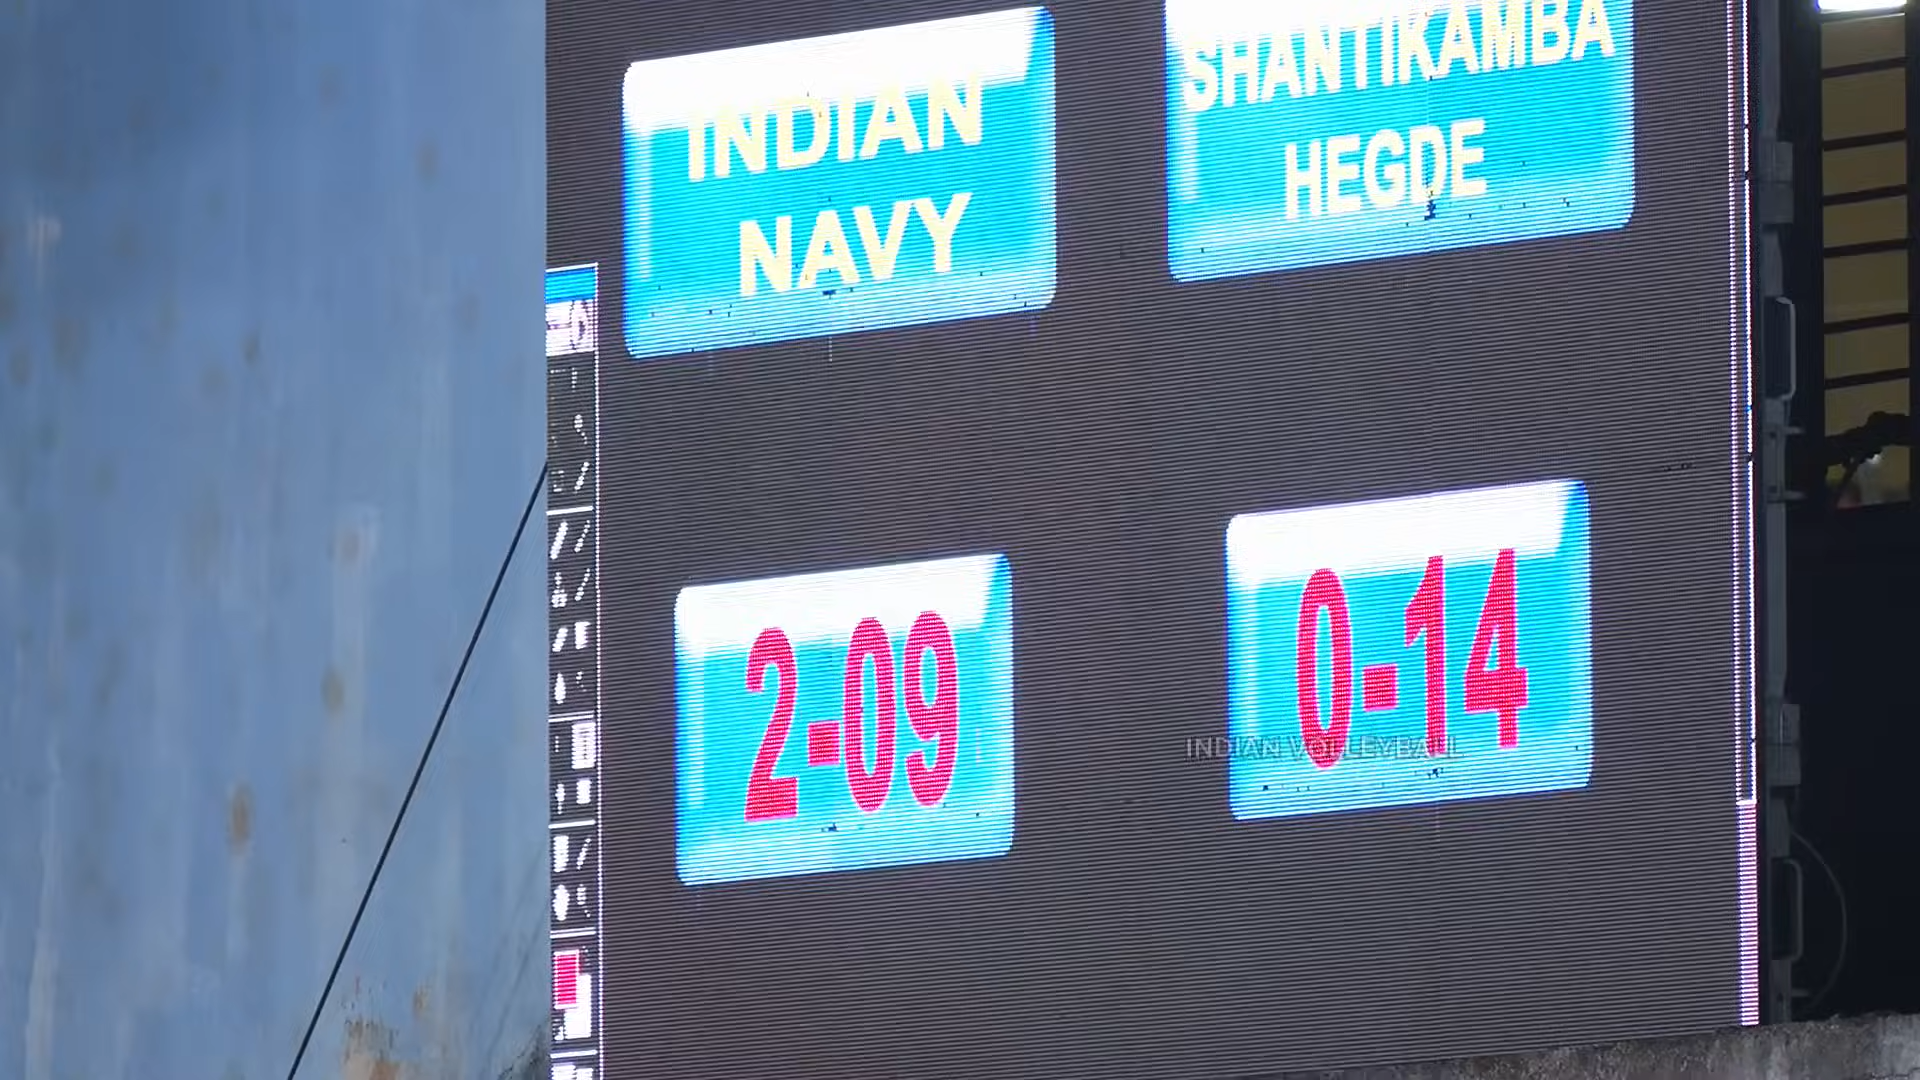 INDIAN
NAVY
SHANTIKAMBA
HEGDE
2-09
0-14
INDIAN VOLLEYBALL